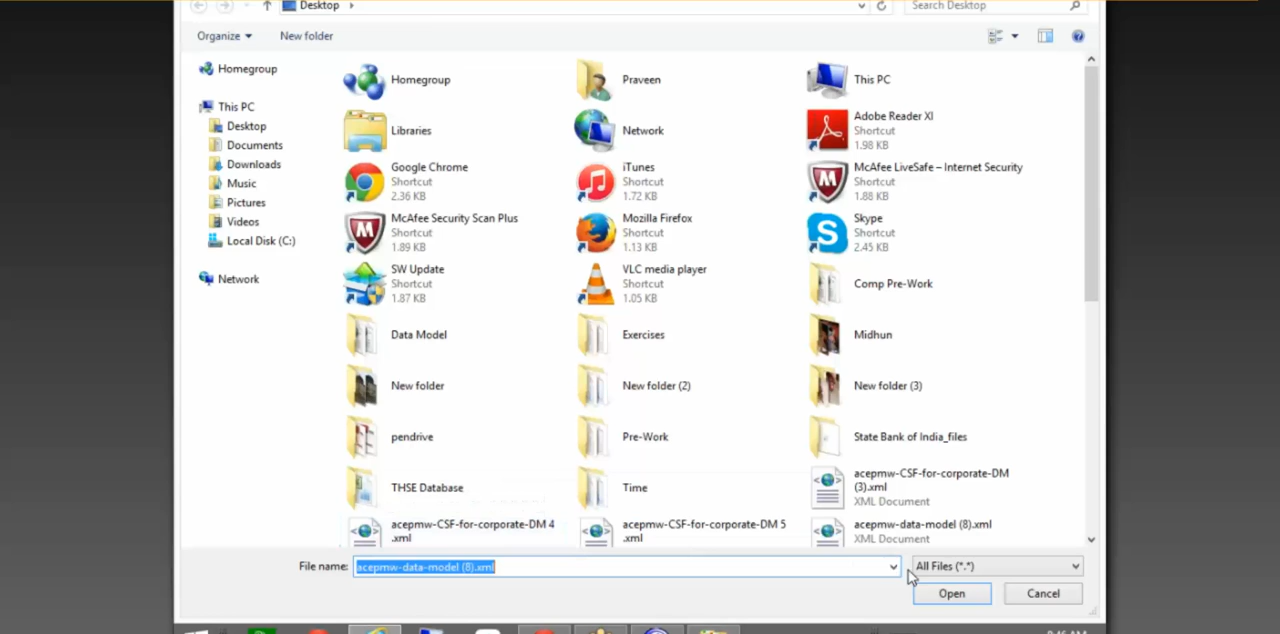 Desktop
Search Desktop
Organize
New folder
Homegroup
This PC
Desktop
Documents
Downloads
Music
Pictures
Videos
Local Disk (C:)
Network
Homegroup
Praveen
This PC
Libraries
Network
Adobe Reader XI
Shortcut
1.98 KB
Google Chrome
Shortcut
2.36 KB
iTunes
Shortcut
1.72 KB
McAfee LiveSafe – Internet Security
Shortcut
1.88 KB
McAfee Security Scan Plus
Shortcut
1.89 KB
Mozilla Firefox
Shortcut
1.13 KB
Skype
Shortcut
2.45 KB
SW Update
Shortcut
1.87 KB
VLC media player
Shortcut
1.05 KB
Comp Pre-Work
Data Model
Exercises
Midhun
New folder
New folder (2)
New folder (3)
pendrive
Pre-Work
State Bank of India_files
THSE Database
Time
acepmw-CSF-for-corporate-DM
(3).xml
XML Document
acepmw-CSF-for-corporate-DM 4
.xml
acepmw-CSF-for-corporate-DM 5
.xml
acepmw-data-model (8).xml
XML Document
File name:
acepmw-data-model (8).xml
All Files (*.*)
Open
Cancel